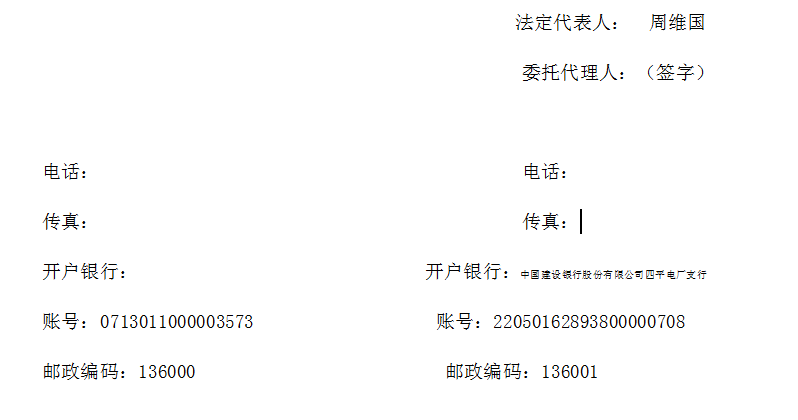 法定代表人： 周维国
委托代理人：（签字）
电话： 电话：
传真： 传真：
开户银行： 开户银行：中国建设银行股份有限公司四平电厂支行
账号：0713011000003573 账号：22050162893800000708
邮政编码：136000 邮政编码：136001